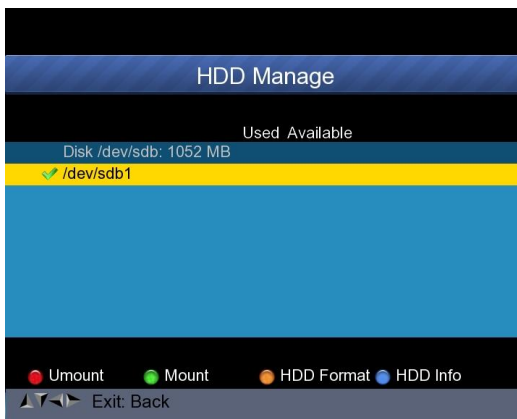 HDD Manage
Used Available
Disk /dev/sdb: 1052 MB
/dev/sdb1
Umount Mount HDD Format HDD Info
Exit: Back